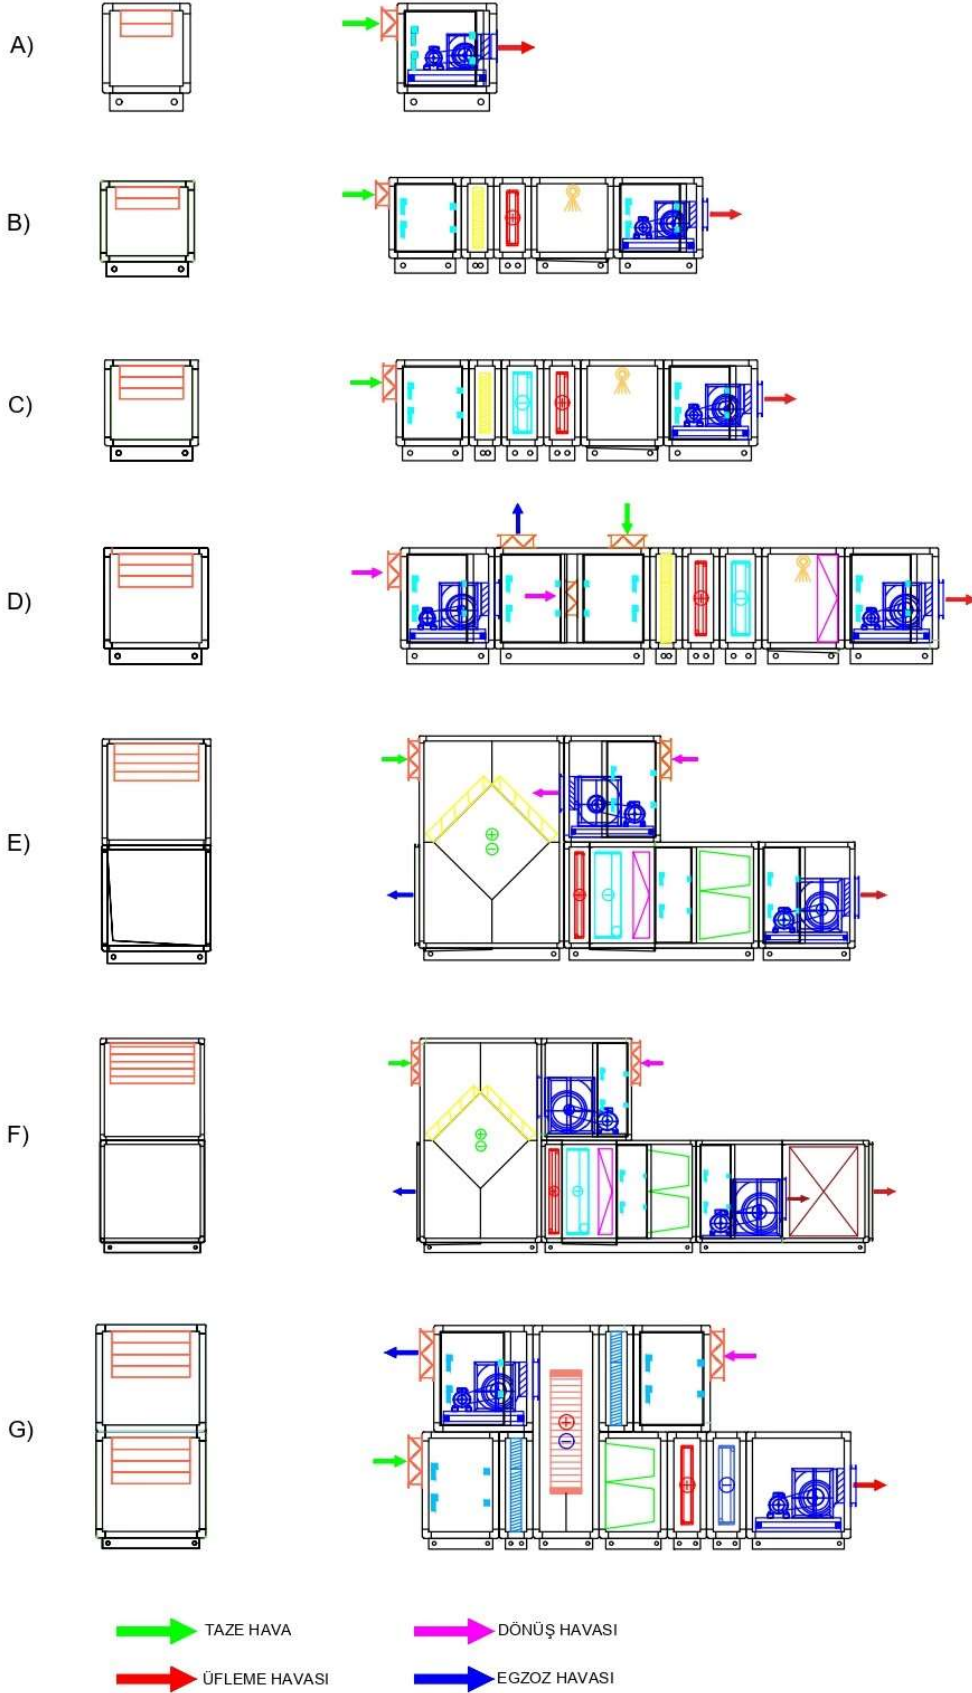 A)
B)
C)
D)
E)
F)
G)
TAZE HAVA
DÖNÜŞ HAVASI
ÜFLEME HAVASI
EGZOZ HAVASI